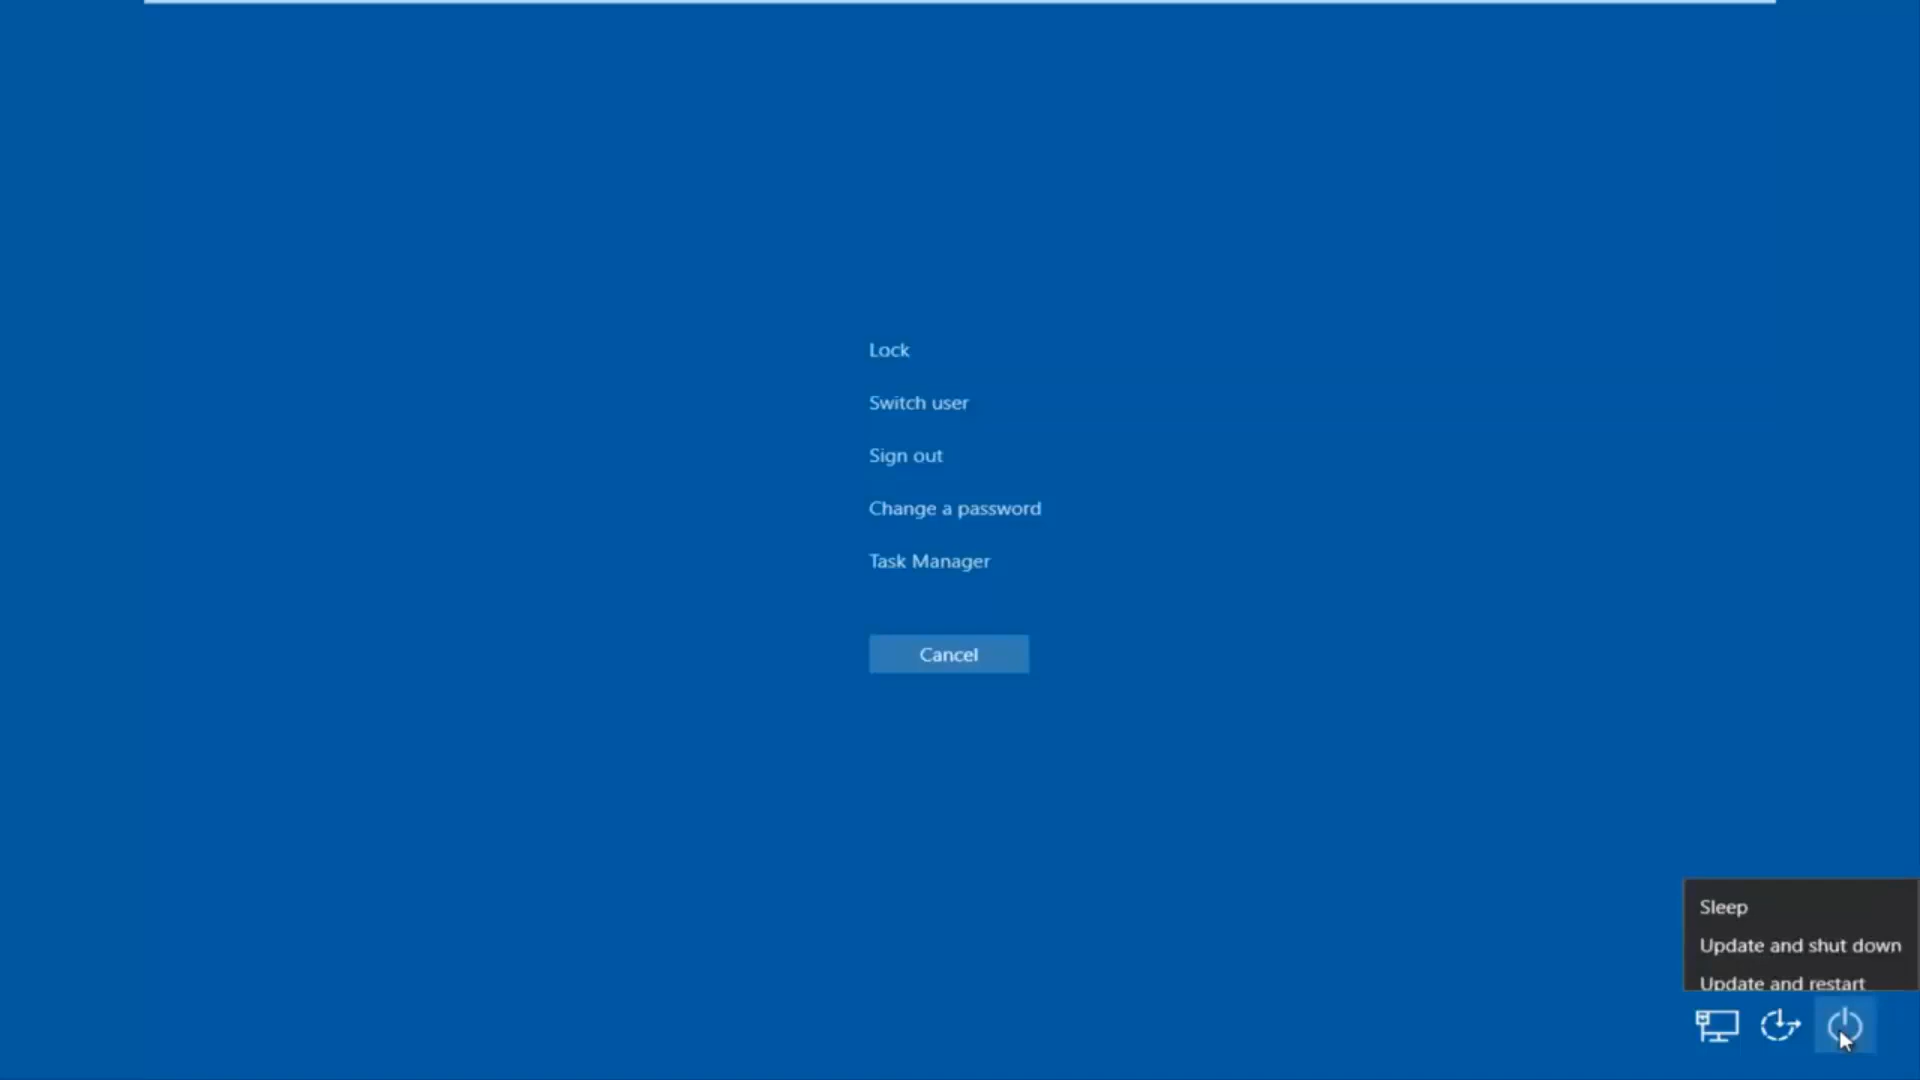 Lock
Switch user
Sign out
Change a password
Task Manager
Cancel
Sleep
Update and shut down
Update and restart